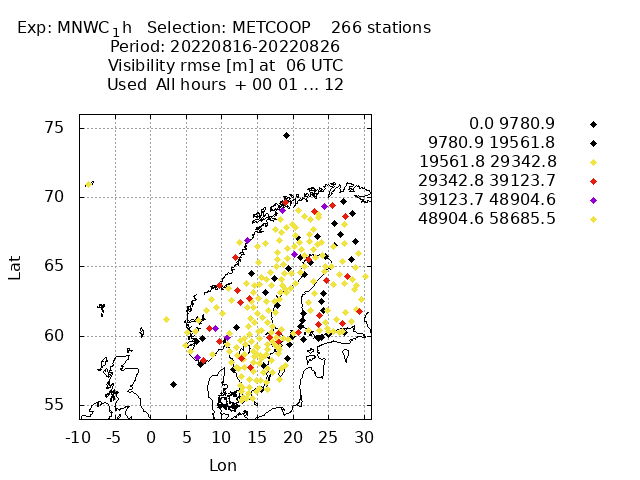 Exp: MNWC1h Selection: METCOOP 266 stations
Period: 20220816-20220826
Visibility rmse [m] at 06 UTC
Used All hours + 00 01 ... 12
0.0 9780.9
9780.9 19561.8
19561.8 29342.8
29342.8 39123.7
39123.7 48904.6
48904.6 58685.5
75
70
65
60
55
Lat
-10 -5 0 5 10 15 20 25 30
Lon